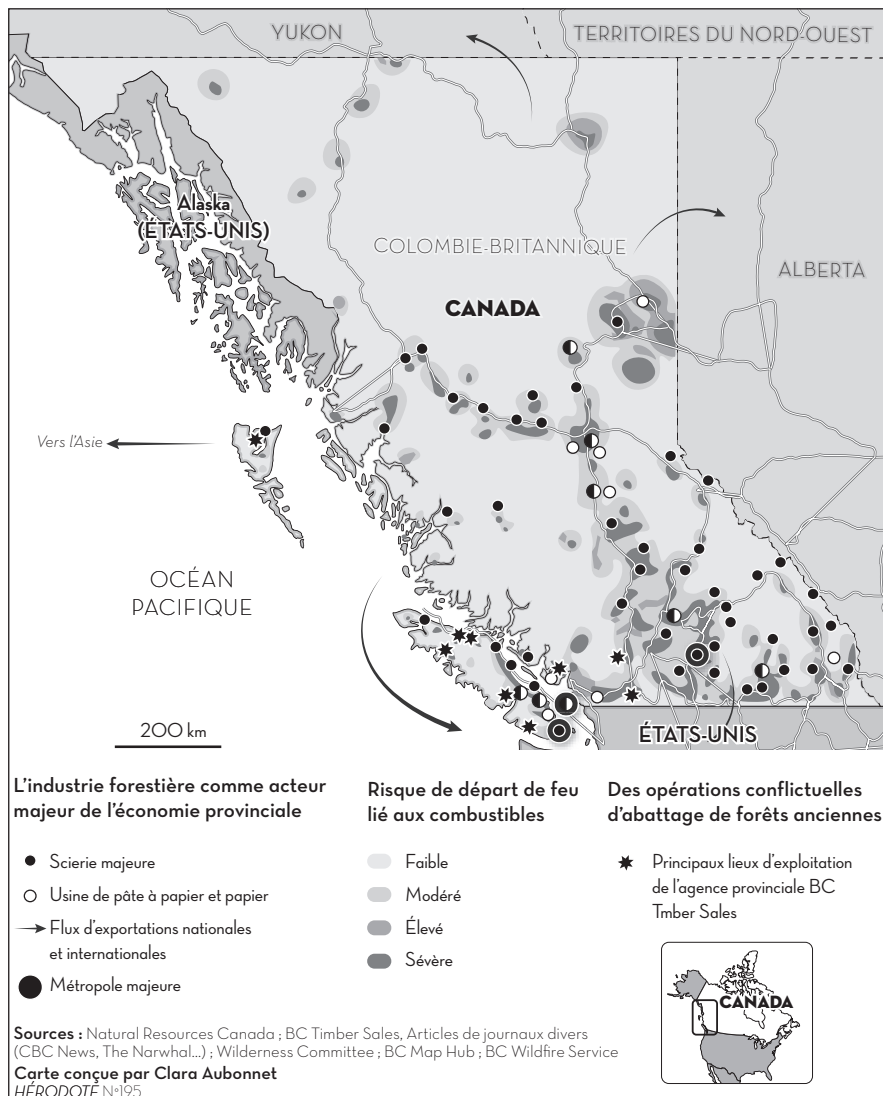 YUKON
TERRITOIRES DU NORD-OUEST
Alaska
(ÉTATS-UNIS)
COLOMBIE-BRITANNIQUE
ALBERTA
CANADA
Vers l'Asie
OCÉAN
PACIFIQUE
200 km
ÉTATS-UNIS
L'industrie forestière comme acteur
majeur de l'économie provinciale
Scierie majeure
Usine de pâte à papier et papier
Flux d'exportations nationales
et internationales
Métropole majeure
Risque de départ de feu
lié aux combustibles
Faible
Modéré
Élevé
Sévère
Des opérations conflictuelles
d'abattage de forêts anciennes
Principaux lieux d'exploitation
de l'agence provinciale BC
Tmber Sales
CANADA
Sources : Natural Resources Canada ; BC Timber Sales, Articles de journaux divers
(CBC News, The Narwhal...) ; Wilderness Committee ; BC Map Hub ; BC Wildfire Service
Carte conçue par Clara Aubonnet
HÉRODOTE N°195